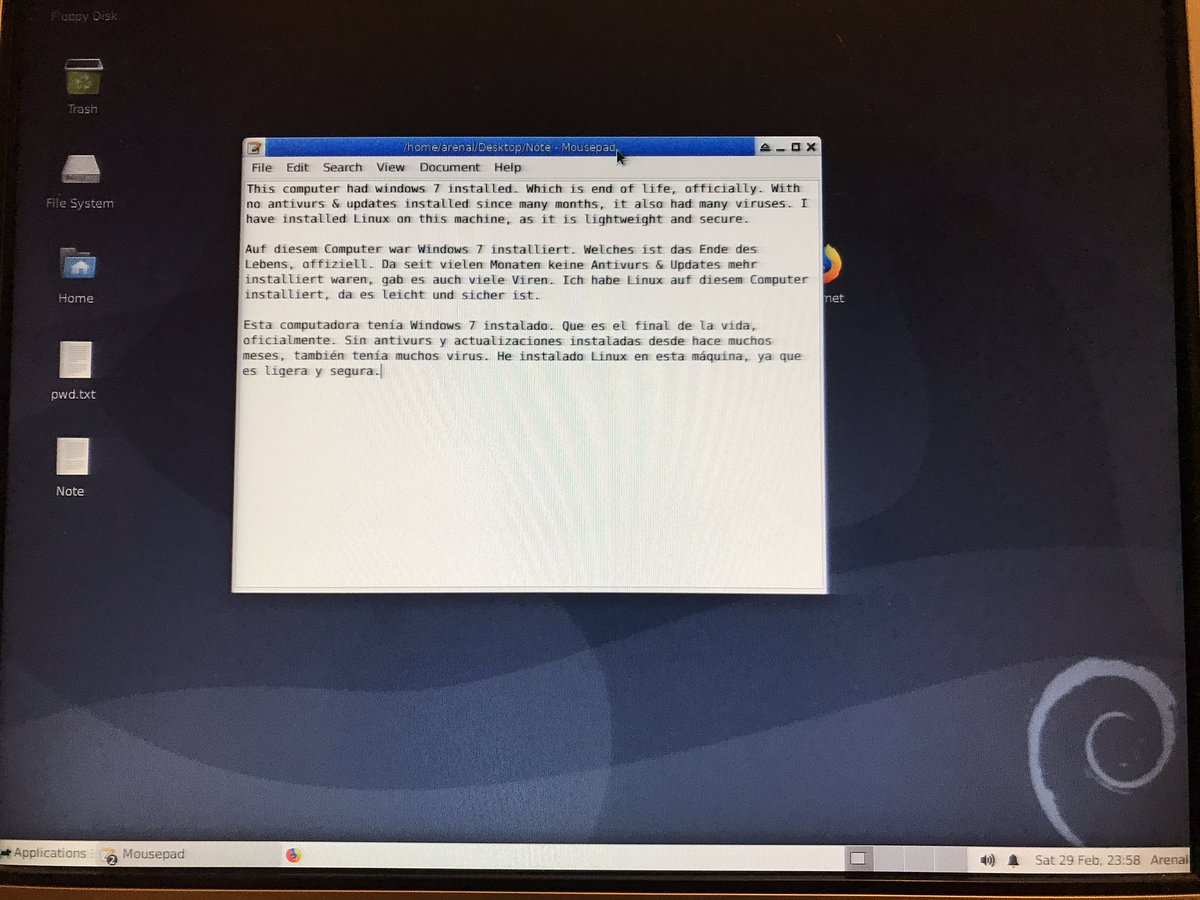 Floppy Disk
Trash
File System
Home
pwd.txt
Note
/home/arenal/Desktop/Note - Mousepad
File Edit Search View Document Help
This computer had windows 7 installed. Which is end of life, officially. With
no antivurs & updates installed since many months, it also had many viruses. I
have installed Linux on this machine, as it is lightweight and secure.
Auf diesem Computer war Windows 7 installiert. Welches ist das Ende des
Lebens, offiziell. Da seit vielen Monaten keine Antivurs & Updates mehr
installiert waren, gab es auch viele Viren. Ich habe Linux auf diesem Computer
installiert, da es leicht und sicher ist.
Esta computadora tenía Windows 7 instalado. Que es el final de la vida,
oficialmente. Sin antivurs y actualizaciones instaladas desde hace muchos
meses, también tenía muchos virus. He instalado Linux en esta máquina, ya que
es ligera y segura.
net
Applications 2 Mousepad
Sat 29 Feb, 23:58 Arenal